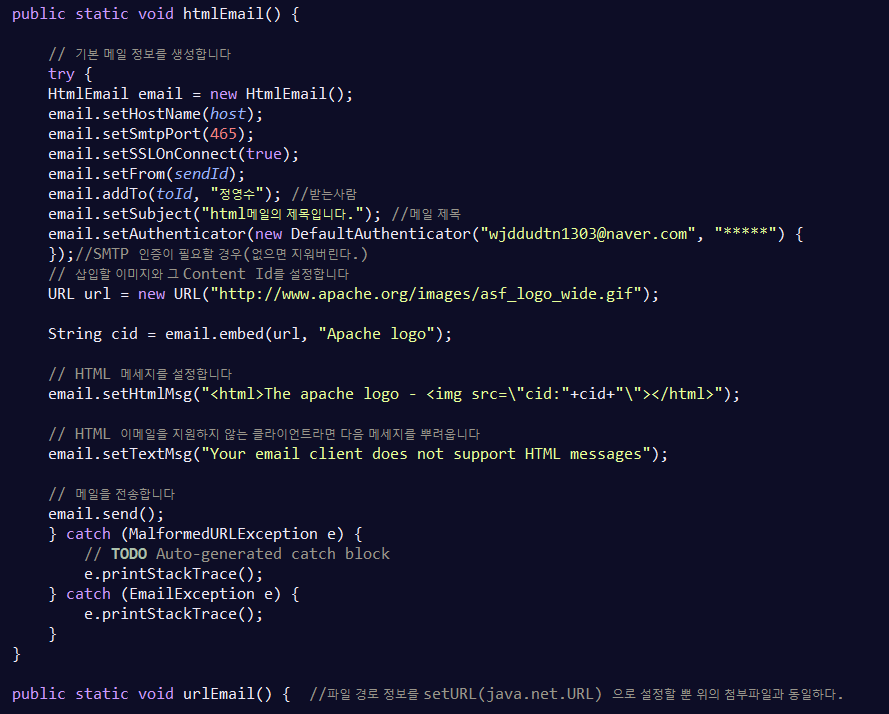 public static void htmlEmail() {
// 기본 메일 정보를 생성합니다
try {
HtmlEmail email = new HtmlEmail();
email.setHostName(host);
email.setSmtpPort(465);
email.setSSLOnConnect(true);
email.setFrom(sendId);
email.addTo(toId, "정영수"); //받는사람
email.setSubject("html메일의 제목입니다."); //메일 제목
email.setAuthenticator(new DefaultAuthenticator("wjddudtn1303@naver.com", "*****") {
});//SMTP 인증이 필요할 경우(없으면 지워버린다.)
// 삽입할 이미지와 그 Content Id를 설정합니다
URL url = new URL("http://www.apache.org/images/asf_logo_wide.gif");
String cid = email.embed(url, "Apache logo");
// HTML 메세지를 설정합니다
email.setHtmlMsg("<html>The apache logo - <img src=\"cid:"+cid+"\"></html>");
// HTML 이메일을 지원하지 않는 클라이언트라면 다음 메세지를 뿌려웁니다
email.setTextMsg("Your email client does not support HTML messages");
// 메일을 전송합니다
email.send();
} catch (MalformedURLException e) {
// TODO Auto-generated catch block
e.printStackTrace();
} catch (EmailException e) {
e.printStackTrace();
}
}
public static void urlEmail() {  //파일 경로 정보를 setURL(java.net.URL) 으로 설정할 뿐 위의 첨부파일과 동일하다.